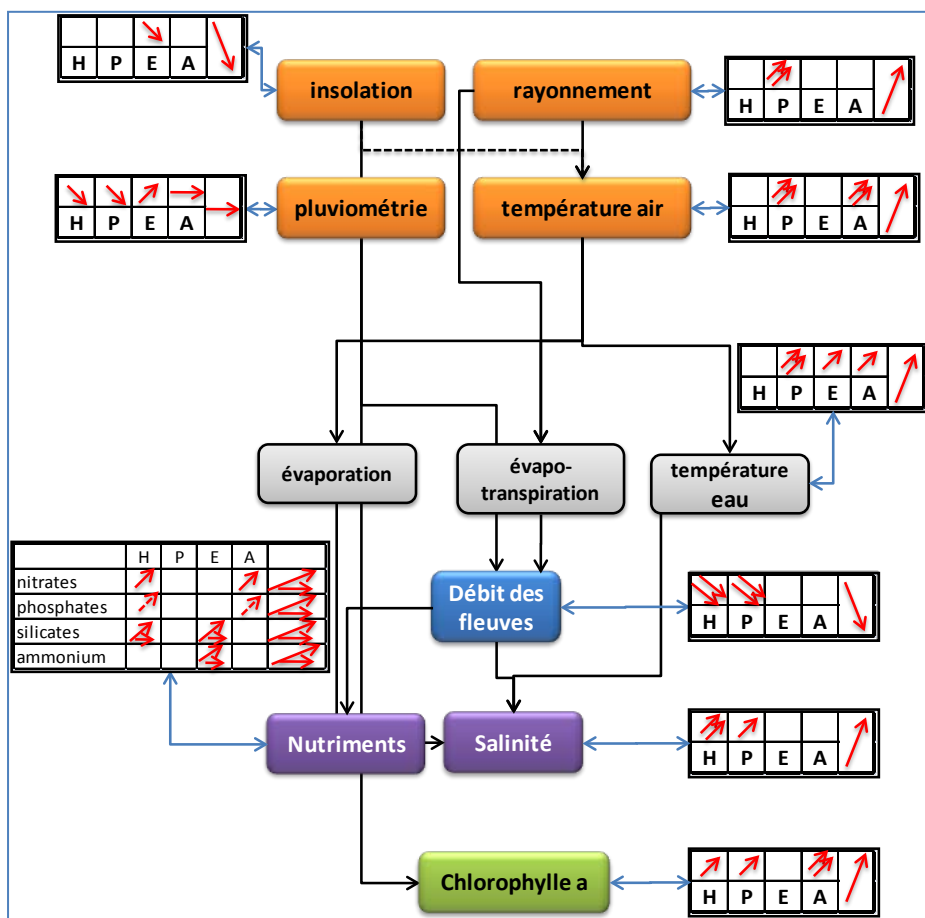 H P E A
insolation
rayonnement
H P E A
H P E A
pluviométrie
température air
H P E A
H P E A
évaporation
évapo-
transpiration
température
eau
H P E A
nitrates
phosphates
silicates
ammonium
Débit des
fleuves
H P E A
Nutriments
Salinité
H P E A
Chlorophylle a
H P E A